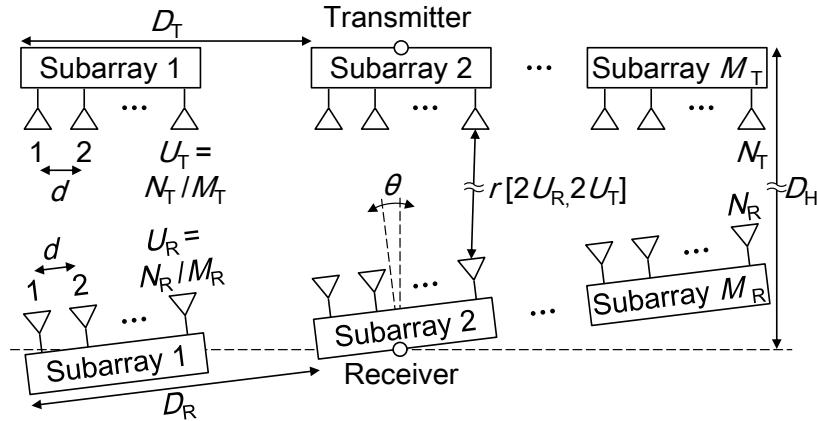 D_T
Transmitter
Subarray 1
Subarray 2
...
Subarray M_T
...
...
...
1 2
d
U_T =
N_T/M_T
N_T
θ
r[2U_R, 2U_T]
D_H
d
U_R =
N_R/M_R
N_R
1 2
...
...
...
Subarray 1
Subarray 2
...
Subarray M_R
Receiver
D_R